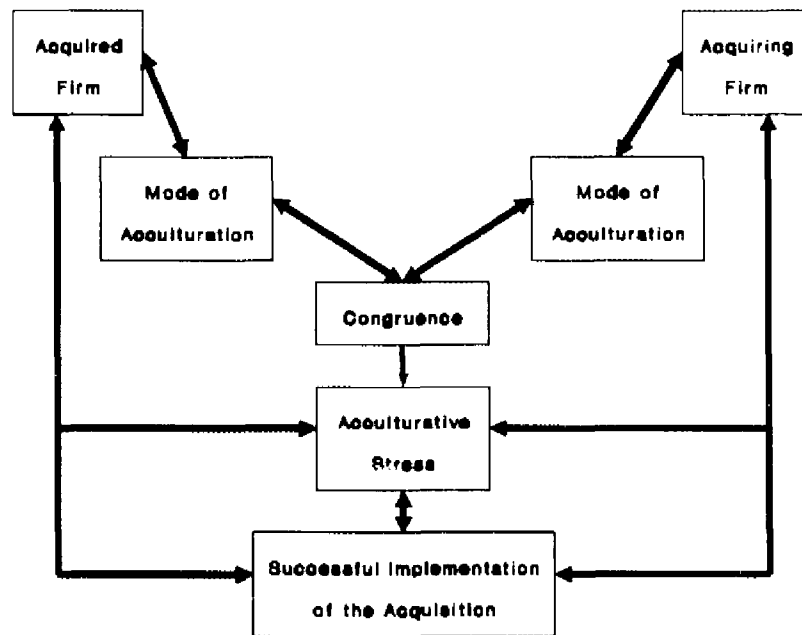 Acquired
Firm
Acquiring
Firm
Mode of
Acculturation
Mode of
Acculturation
Congruence
Acculturative
Stress
Successful Implementation
of the Acquisition